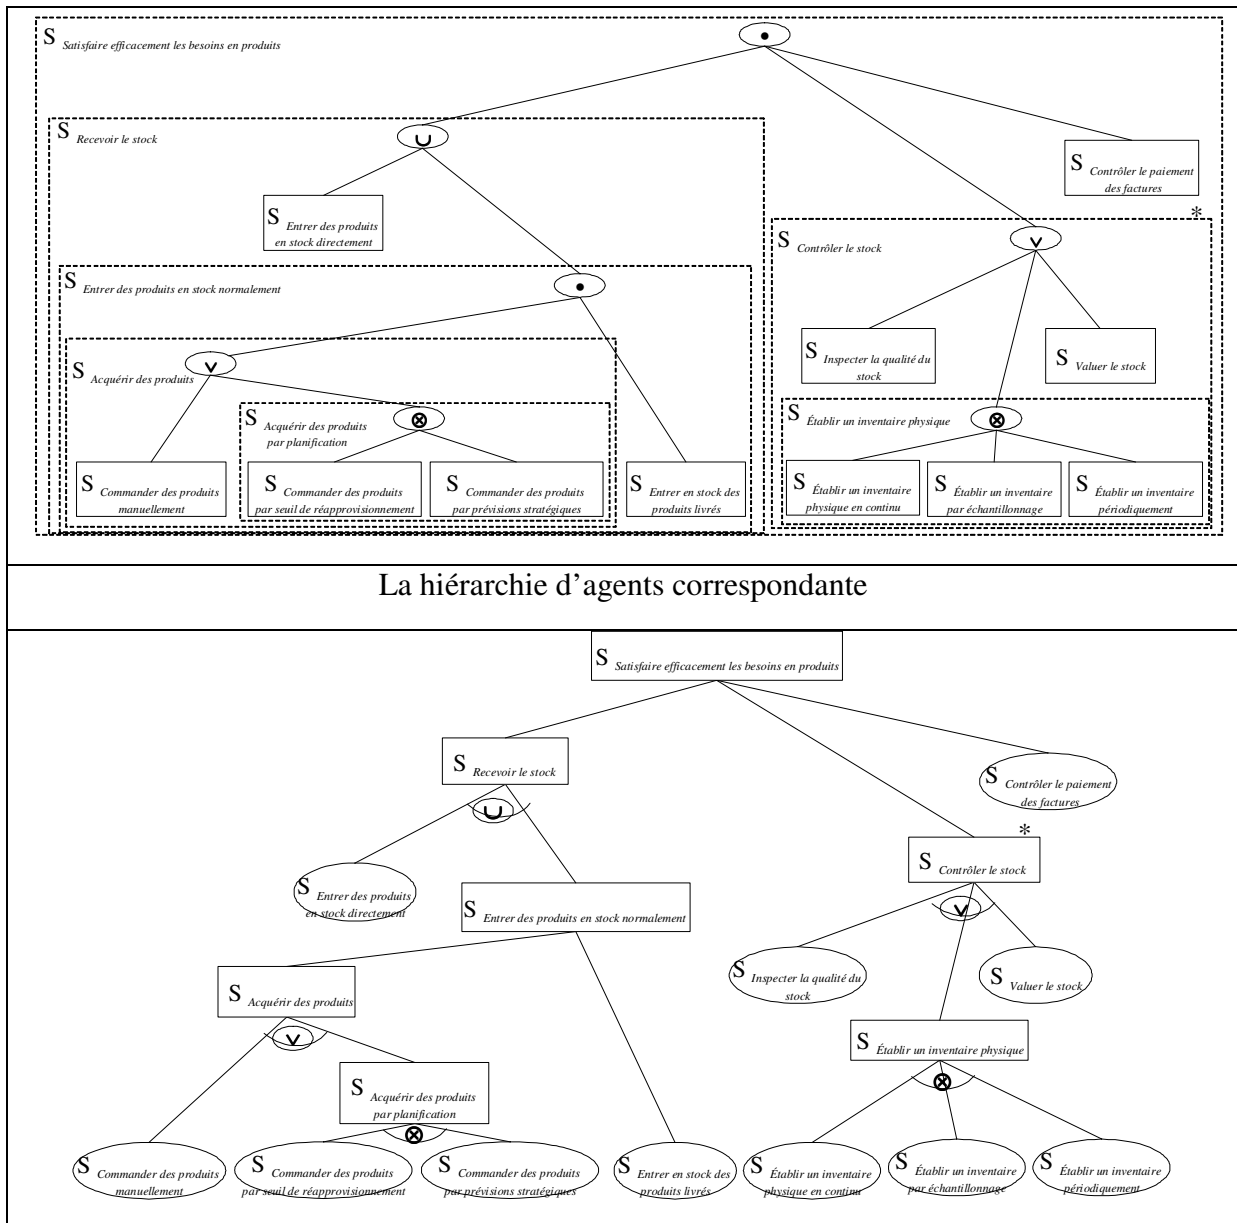 S Satisfaire efficacement les besoins en produits
•
S Recevoir le stock
∪
S Contrôler le paiement
des factures
*
S Entrer des produits
en stock directement
S Contrôler le stock
∨
S Entrer des produits en stock normalement
•
S Inspecter la qualité du
stock
S Valuer le stock
S Acquérir des produits
∨
S Acquérir des produits
par planification
⊗
S Établir un inventaire physique
⊗
S Commander des produits
manuellement
S Commander des produits
par seuil de réapprovisionnement
S Commander des produits
par prévisions stratégiques
S Entrer en stock des
produits livrés
S Établir un inventaire
physique en continu
S Établir un inventaire
par échantillonnage
S Établir un inventaire
périodiquement
La hiérarchie d’agents correspondante
S Satisfaire efficacement les besoins en produits
S Recevoir le stock
∪
S Contrôler le paiement
des factures
*
S Contrôler le stock
∨
S Entrer des produits
en stock directement
S Entrer des produits en stock normalement
S Inspecter la qualité du
stock
S Valuer le stock
S Acquérir des produits
∨
S Établir un inventaire physique
⊗
S Acquérir des produits
par planification
⊗
S Commander des produits
manuellement
S Commander des produits
par seuil de réapprovisionnement
S Commander des produits
par prévisions stratégiques
S Entrer en stock des
produits livrés
S Établir un inventaire
physique en continu
S Établir un inventaire
par échantillonnage
S Établir un inventaire
périodiquement